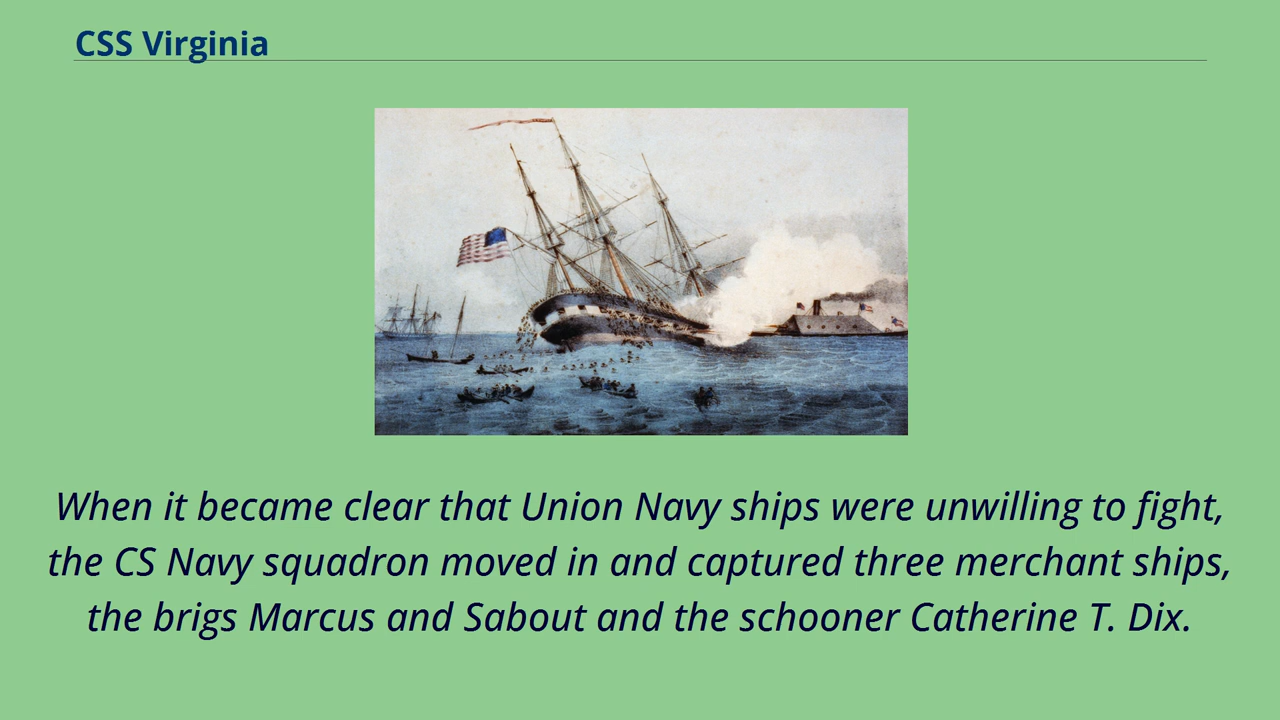 CSS Virginia
When it became clear that Union Navy ships were unwilling to fight,
the CS Navy squadron moved in and captured three merchant ships,
the brigs Marcus and Sabout and the schooner Catherine T. Dix.